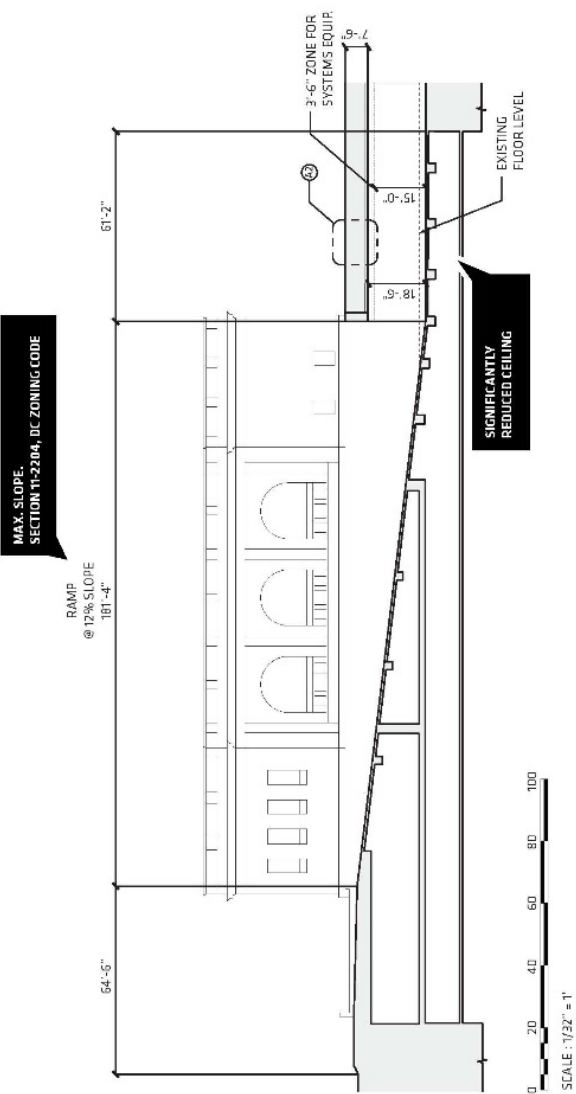 MAX. SLOPE.
SECTION 11-2204, DC ZONING CODE
RAMP
@ 12% SLOPE
64'-6"
181'-4"
61'-2"
7'-6"
3'-6" ZONE FOR
SYSTEMS EQUIP.
A2
18'-6"
15'-0"
EXISTING
FLOOR LEVEL
SIGNIFICANTLY
REDUCED CEILING
0 20 40 60 80 100
SCALE : 1/32" = 1'